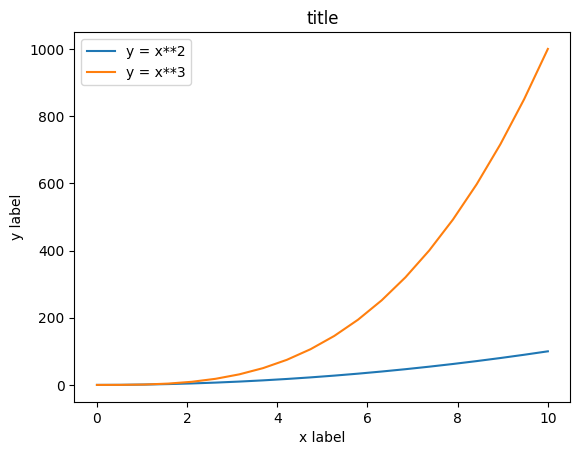 title
y = x**2
y = x**3
1000
800
600
400
200
0
y label
0 2 4 6 8 10
x label